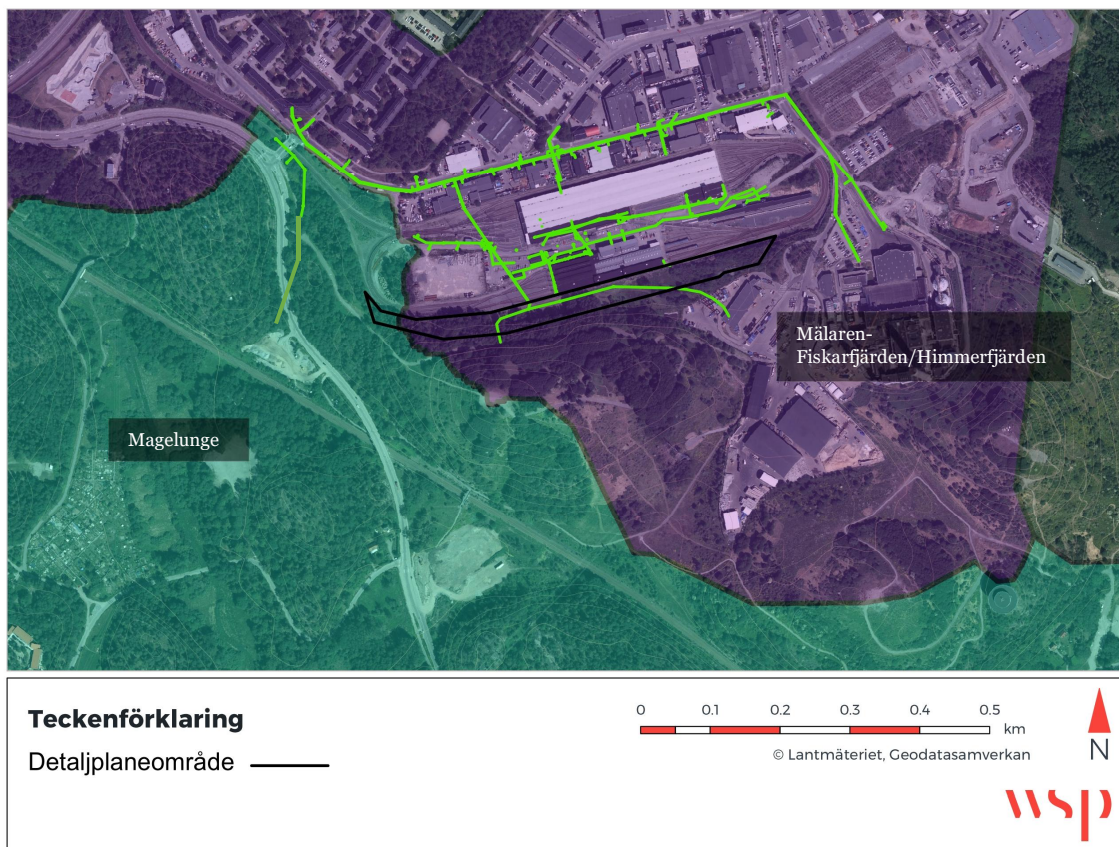 Mälaren-
Fiskarfjärden/Himmerfjärden
Magelunge
Teckenförklaring
Detaljplaneområde
0 0.1 0.2 0.3 0.4 0.5
km
© Lantmäteriet, Geodatasamverkan
N
wsp